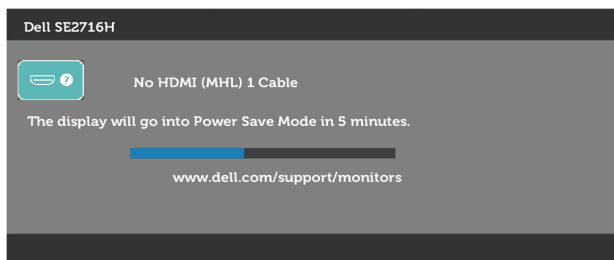 Dell SE2716H
?
No HDMI (MHL) 1 Cable
The display will go into Power Save Mode in 5 minutes.
www.dell.com/support/monitors